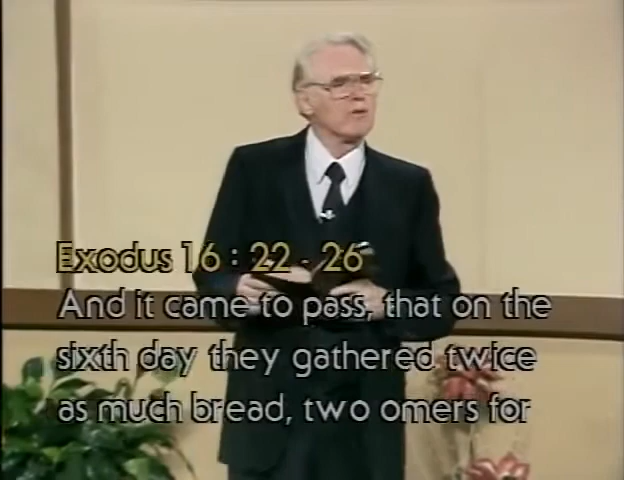 Exodus 16 : 22 - 26
And it came to pass, that on the
sixth day they gathered twice
as much bread, two omers for